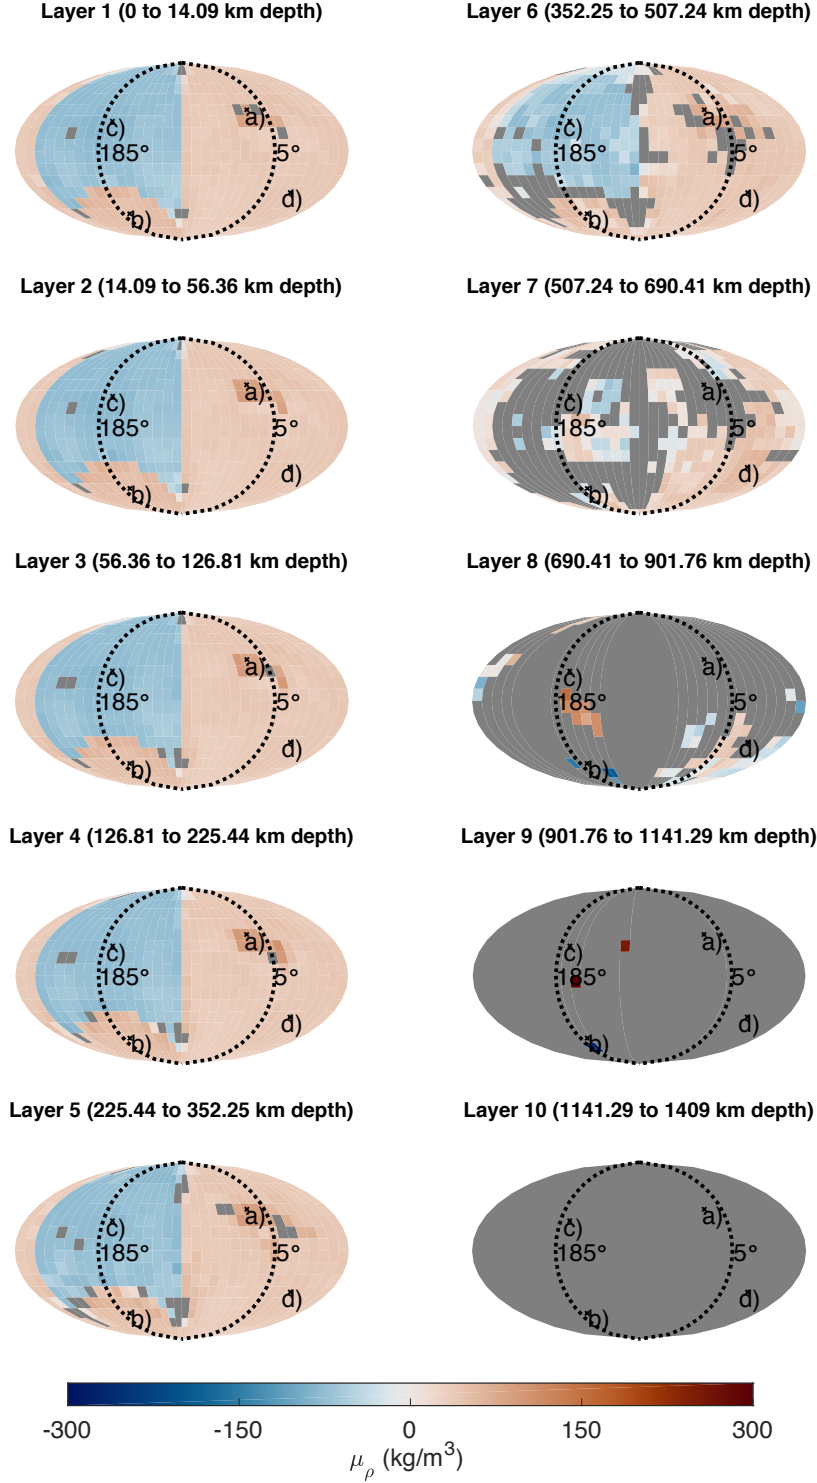 Layer 1 (0 to 14.09 km depth)
c)
a)
185°
5°
d)
b)
Layer 2 (14.09 to 56.36 km depth)
a)
c)
185°
5°
d)
b)
Layer 3 (56.36 to 126.81 km depth)
a)
c)
185°
5°
d)
b)
Layer 4 (126.81 to 225.44 km depth)
a)
c)
185°
5°
d)
b)
Layer 5 (225.44 to 352.25 km depth)
a)
c)
185°
5°
d)
b)
Layer 6 (352.25 to 507.24 km depth)
a)
c)
185°
5°
d)
b)
Layer 7 (507.24 to 690.41 km depth)
a)
c)
185°
5°
d)
b)
Layer 8 (690.41 to 901.76 km depth)
a)
c)
185°
5°
d)
b)
Layer 9 (901.76 to 1141.29 km depth)
a)
c)
185°
5°
d)
b)
Layer 10 (1141.29 to 1409 km depth)
a)
c)
185°
5°
d)
b)
-300 -150 0 150 300
μρ (kg/m³)